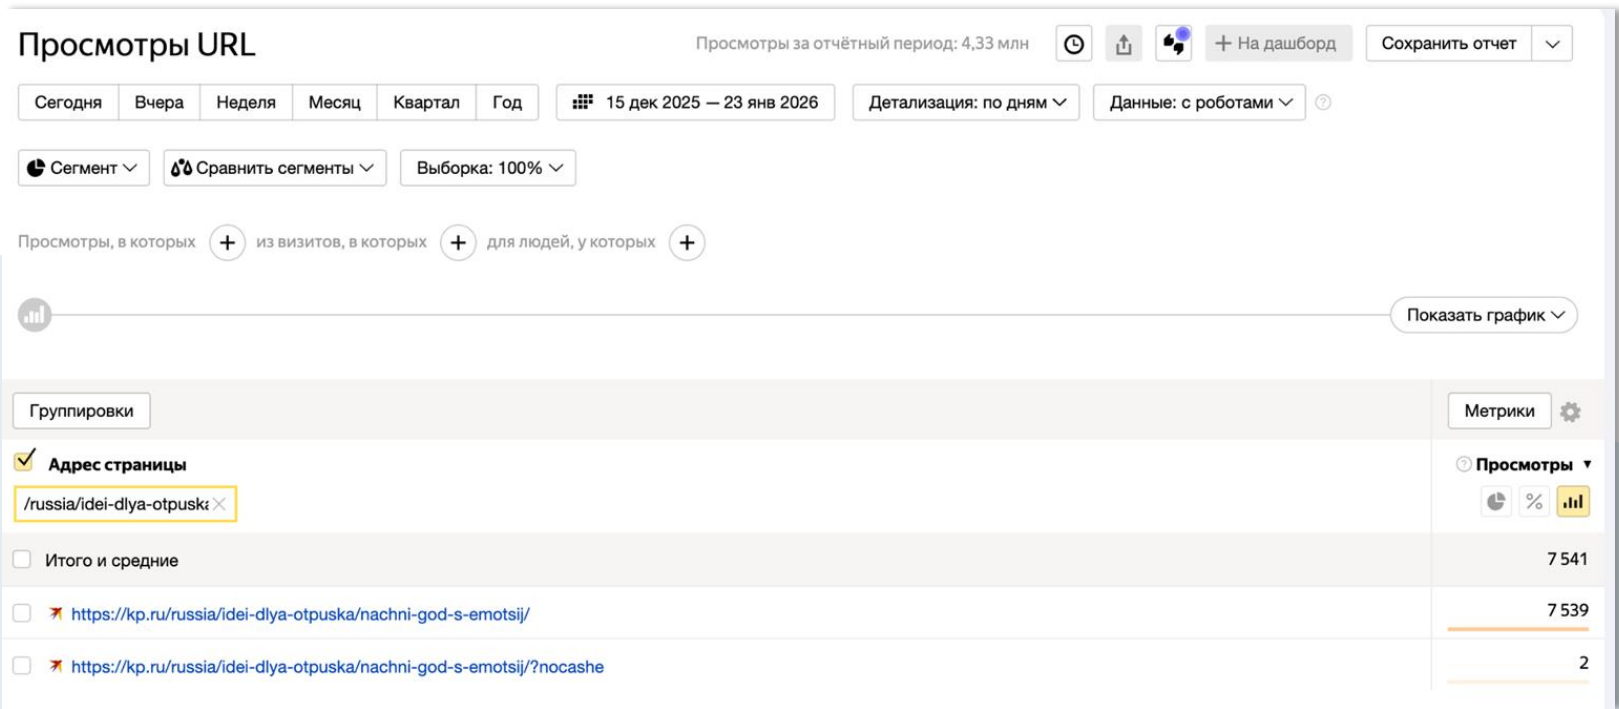 Просмотры URL
Просмотры за отчётный период: 4,33 млн
На дашборд
Сохранить отчет
Сегодня Вчера Неделя Месяц Квартал Год 15 дек 2025 — 23 янв 2026 Детализация: по дням Данные: с роботами ?
Сегмент Сравнить сегменты Выборка: 100%
Просмотры, в которых + из визитов, в которых + для людей, у которых +
Показать график
Группировки Метрики
Адрес страницы ? Просмотры
/russia/idei-dlya-otpuska %
Итого и средние 7 541
https://kp.ru/russia/idei-dlya-otpuska/nachni-god-s-emotsij/ 7 539
https://kp.ru/russia/idei-dlya-otpuska/nachni-god-s-emotsij/?nocashe 2